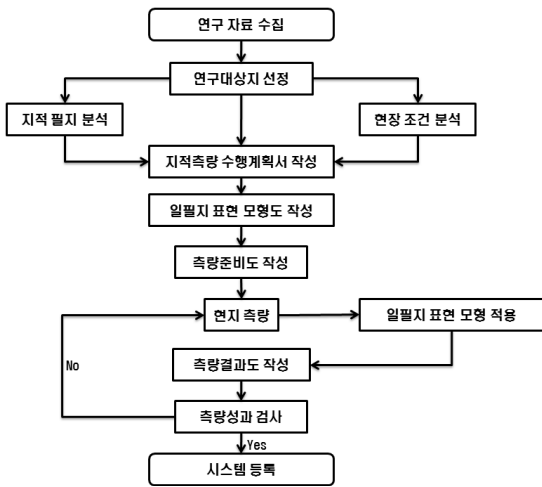 연구 자료 수집
연구대상지 선정
지적 필지 분석
현장 조건 분석
지적측량 수행계획서 작성
일필지 표현 모형도 작성
측량준비도 작성
현지 측량
일필지 표현 모형 적용
No
측량결과도 작성
측량성과 검사
Yes
시스템 등록